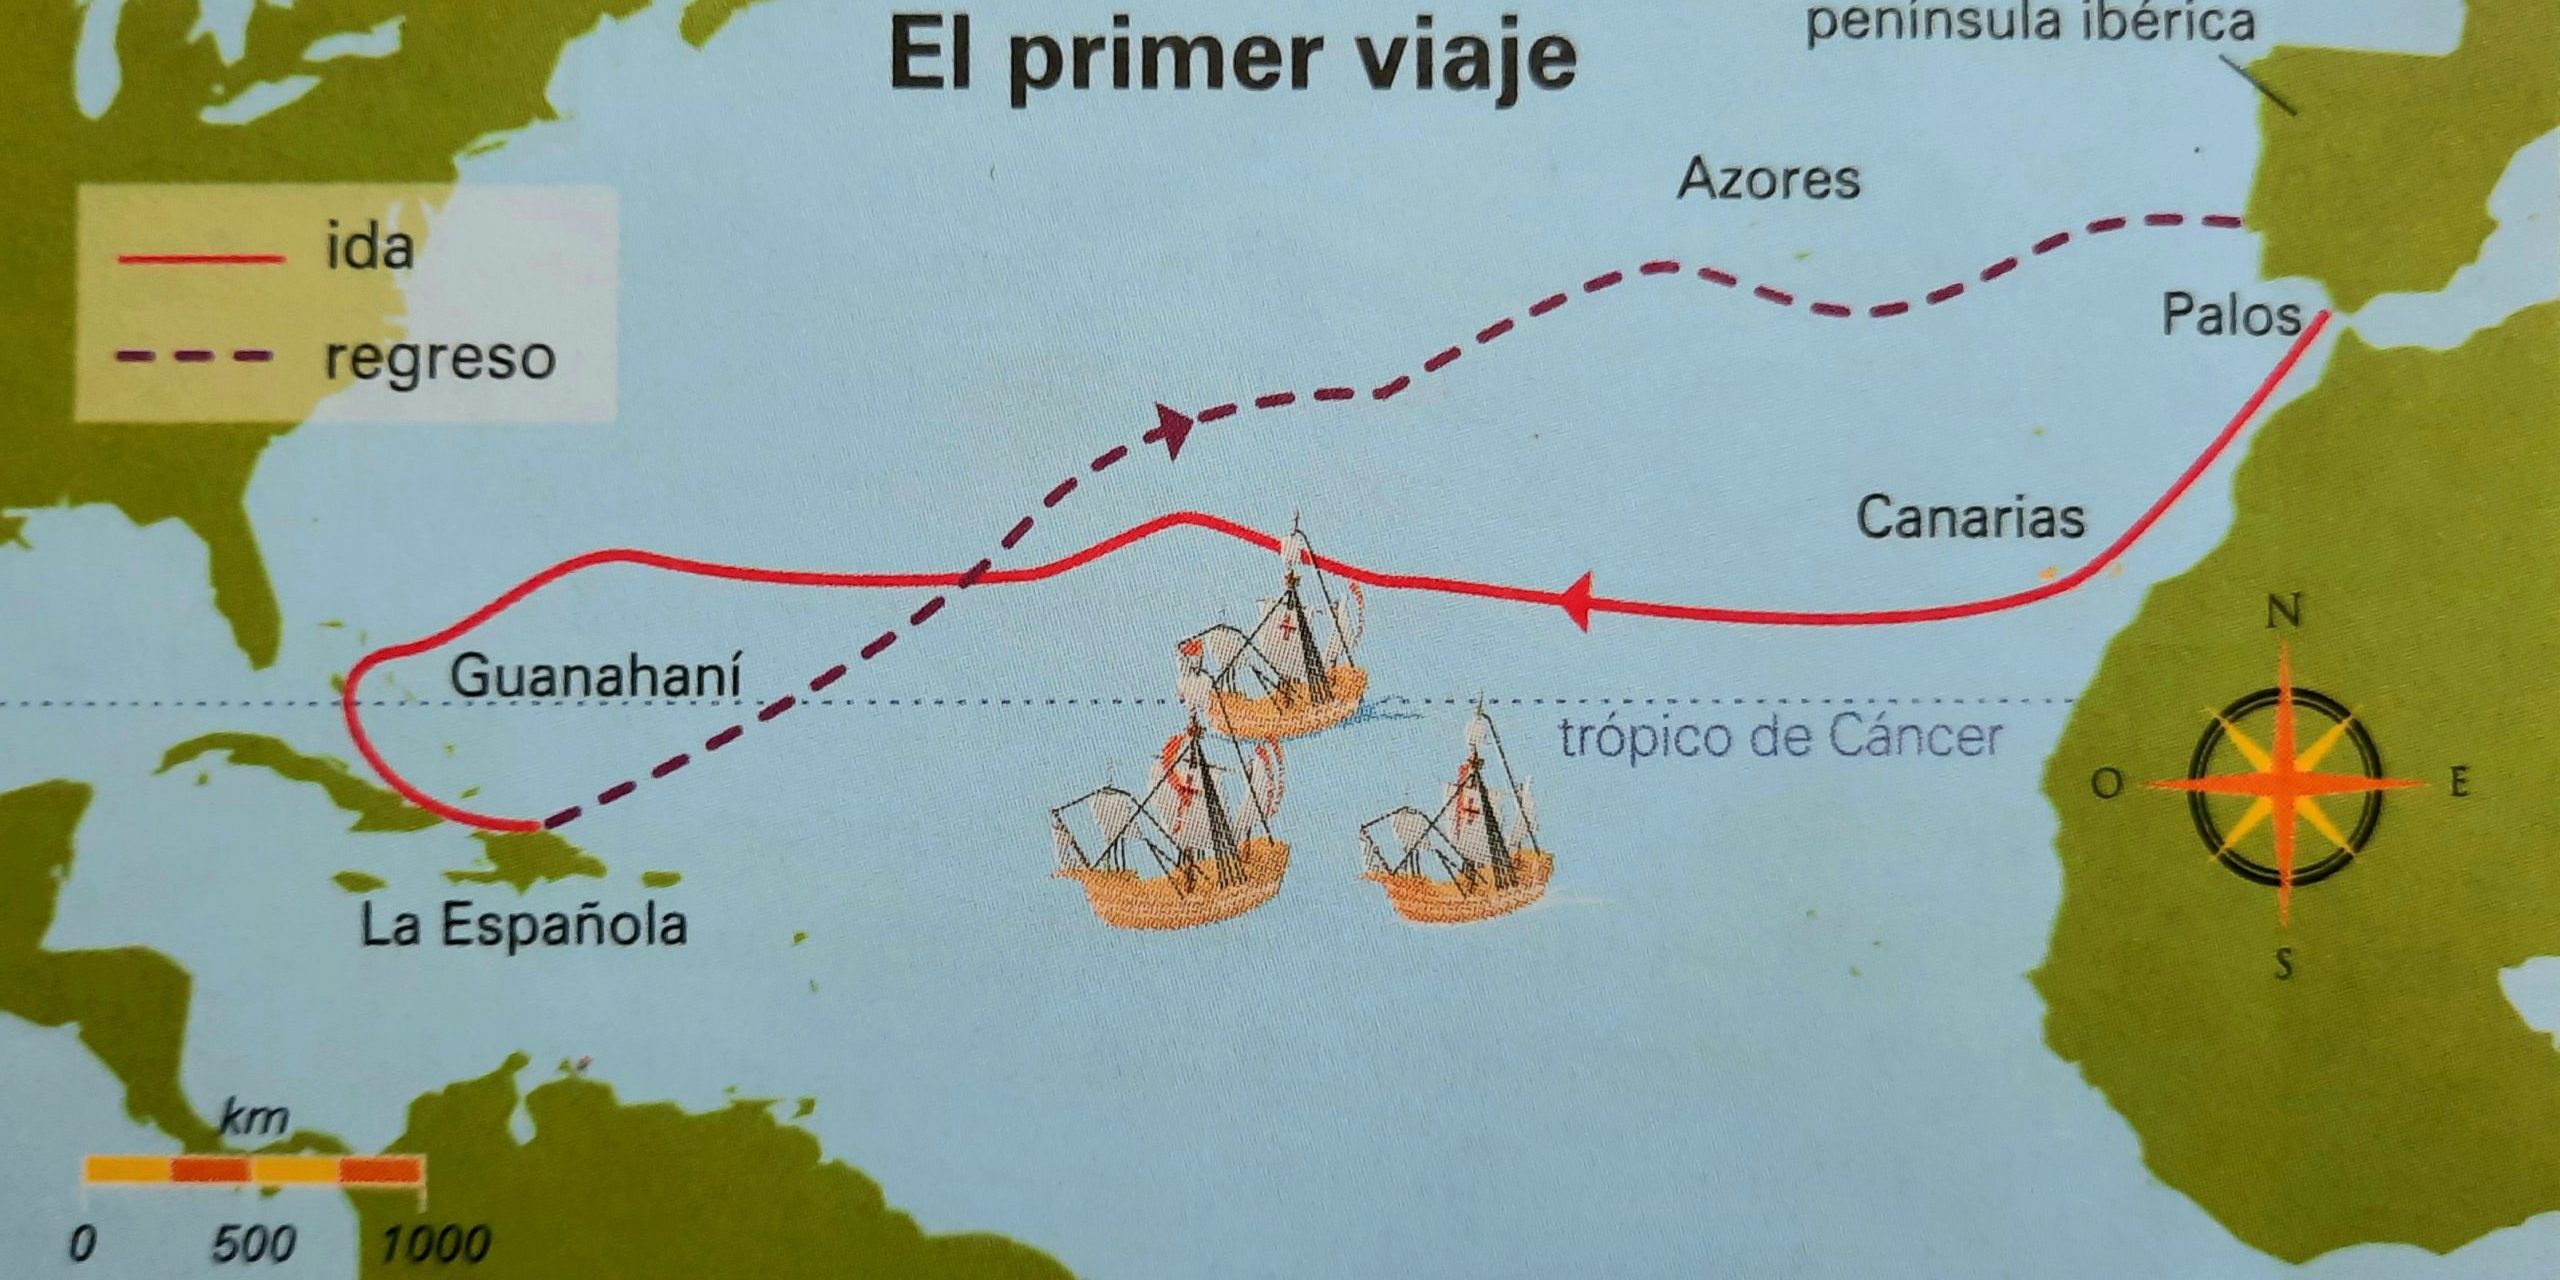 El primer viaje
península ibérica
Azores
ida
regreso
Palos
Canarias
Guanahaní
trópico de Cáncer
La Española
N
O
E
S
km
0 500 1000